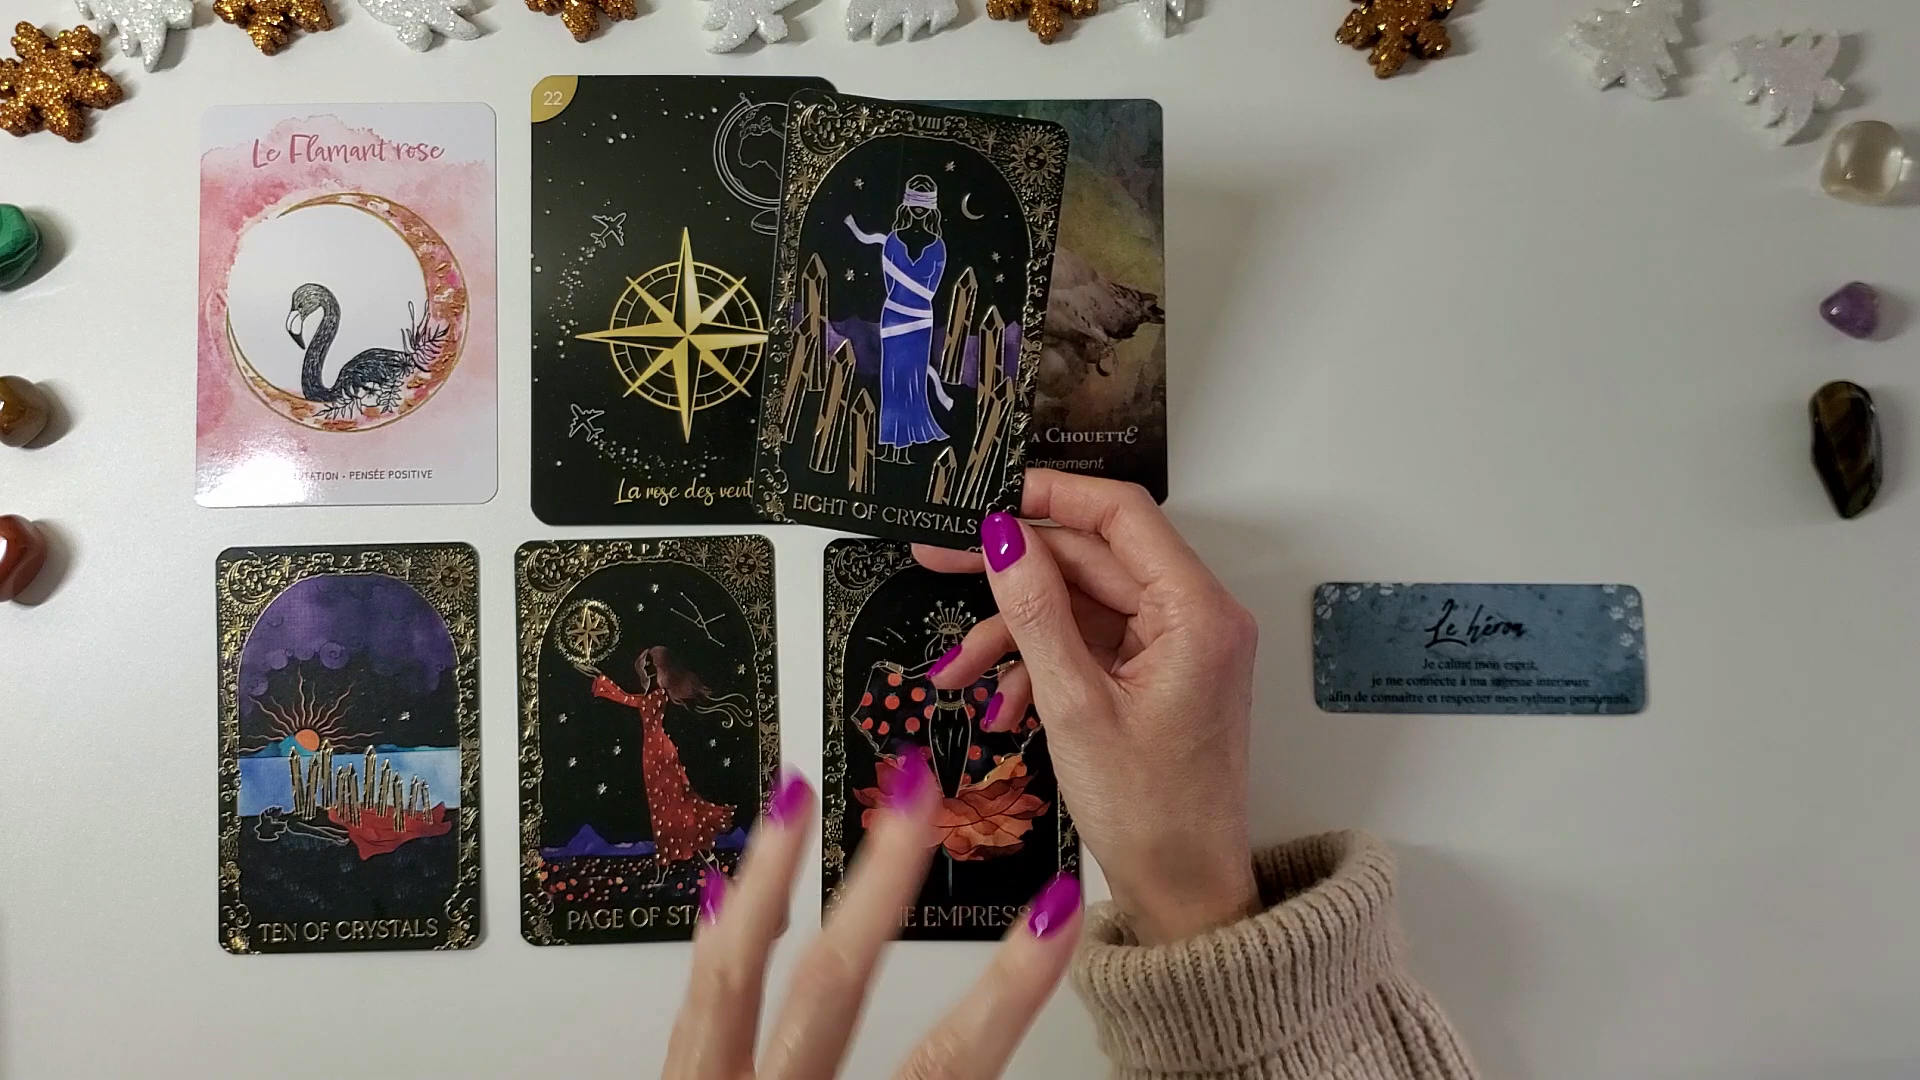 Le Flamant rose
TATION - PENSÉE POSITIVE
22
La rose des vent
VIII
EIGHT OF CRYSTALS
A CHOUETTE
clairement
X
TEN OF CRYSTALS
P
PAGE OF STA
HE EMPRESS
Le héron
Je calme mon esprit,
je me connecte à ma sagesse intérieure
afin de connaître et respecter mes rythmes personnels